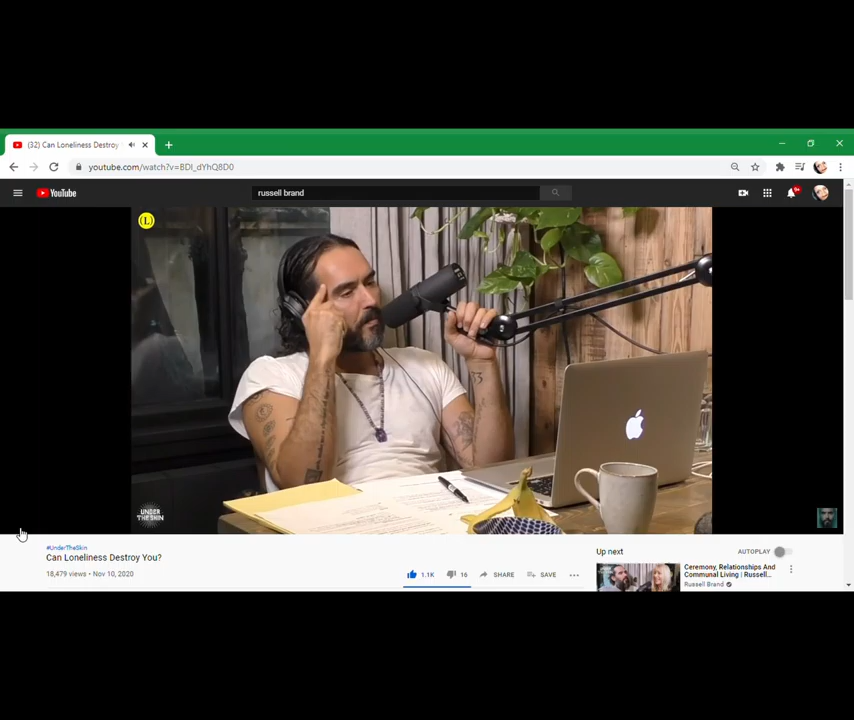 (32) Can Loneliness Destroy
youtube.com/watch?v=BDI_dYhQ8D0
YouTube
russell brand
9+
(L)
UNDER
THE SKIN
#UnderTheSkin
Can Loneliness Destroy You?
18,479 views • Nov 10, 2020
1.1K
16
SHARE
SAVE
Up next
AUTOPLAY
Ceremony, Relationships And
Communal Living | Russell...
Russell Brand